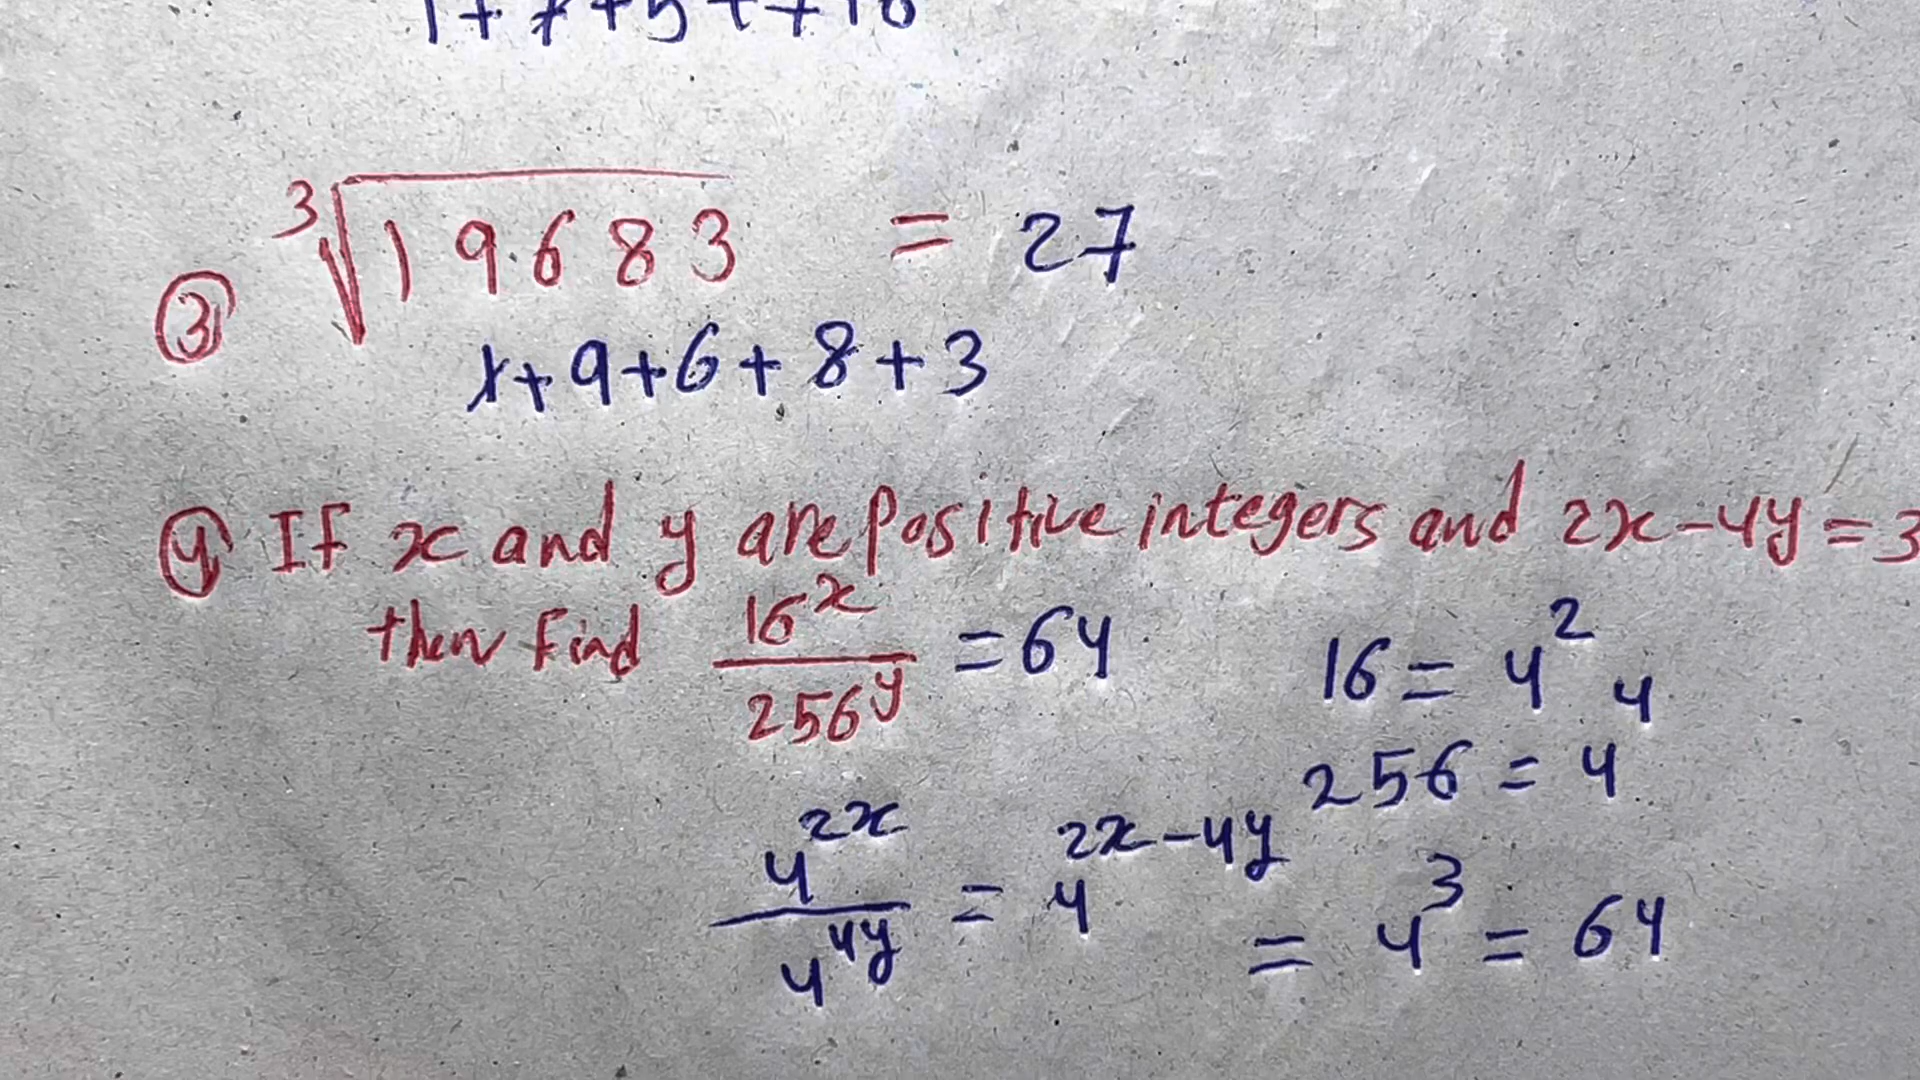 ③ ∛19683 = 27
1+9+6+8+3
④ If x and y are positive integers and 2x-4y=3
then find 16^x/256^y = 64
16 = 4^2
256 = 4^4
4^2x/4^4y = 4^2x-4y
= 4^3 = 64